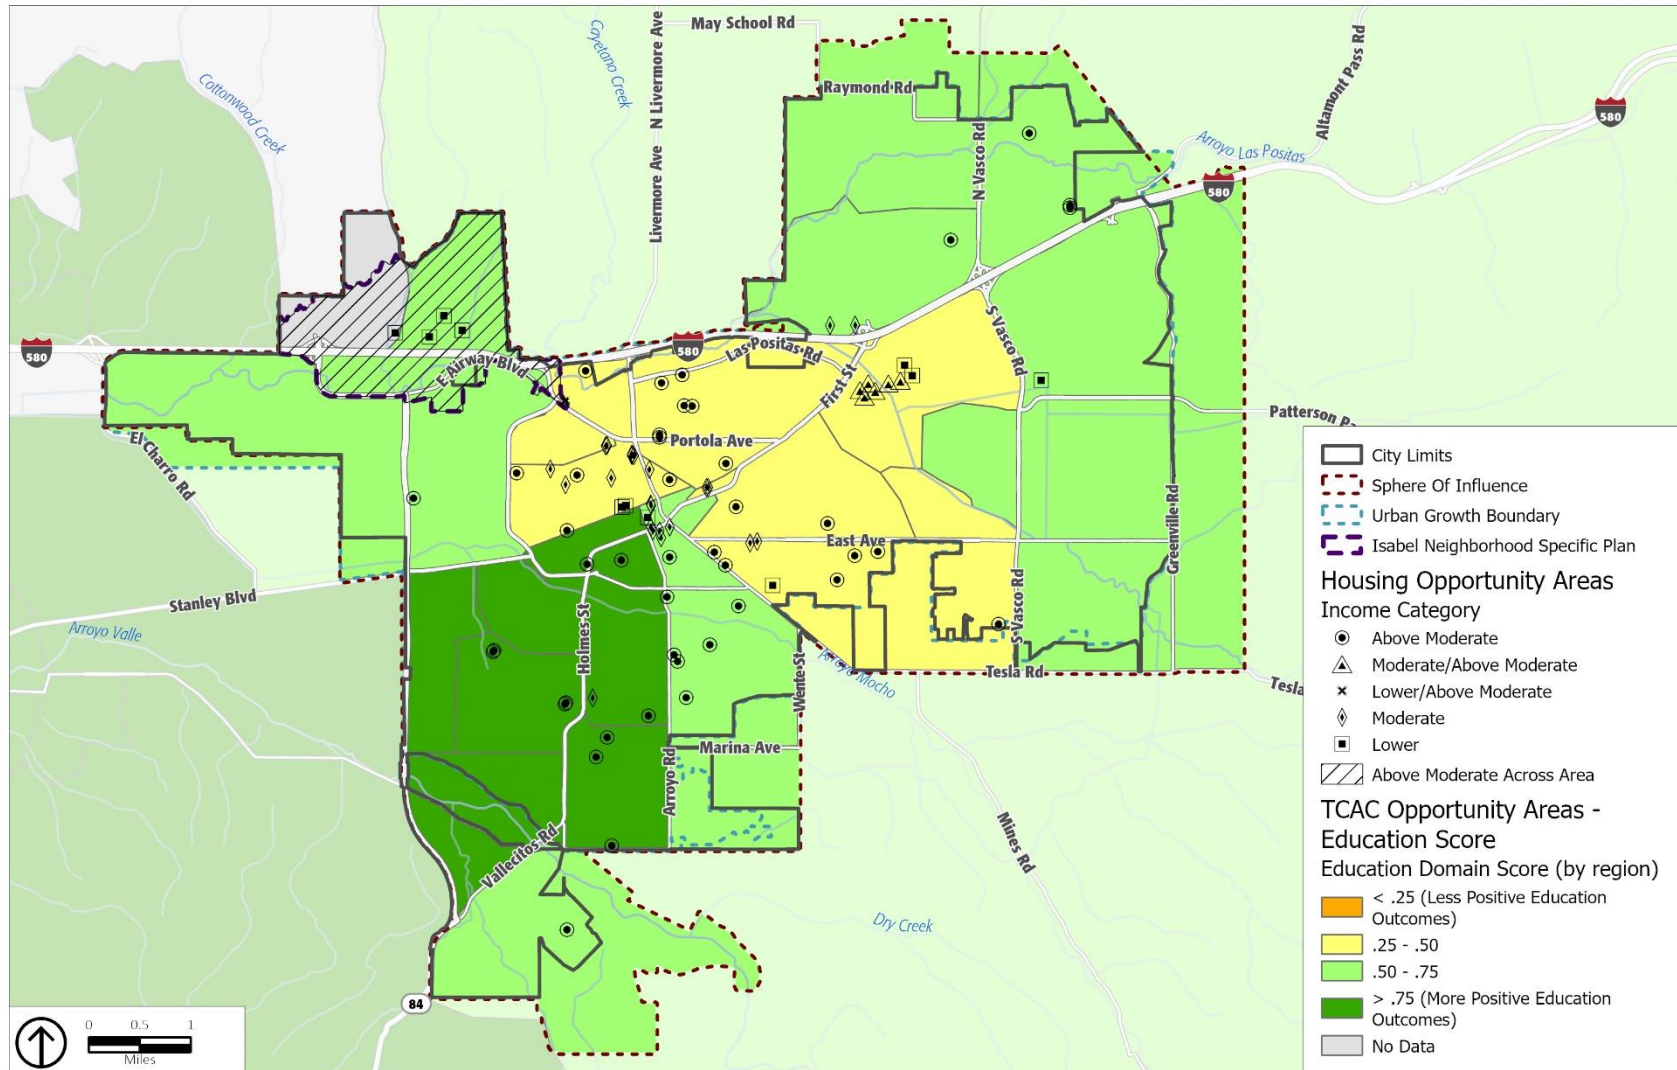 May School Rd
Cayetano Creek
N Livermore Ave
Livermore Ave
Cottonwood Creek
Raymond Rd
N Vasco Rd
Altamont Pass Rd
580
Arroyo Las Positas
580
580
580
E Airway Blvd
Las Positas Rd
First St
S Vasco Rd
Patterson Pa
El Charro Rd
Portola Ave
East Ave
Greenville Rd
Stanley Blvd
Arroyo Valle
Holmes St
S Vasco Rd
Wente St
Arroyo Mocho
Tesla Rd
Tesla
Marina Ave
Arroyo Rd
Mines Rd
Vallecitos Rd
Dry Creek
84
0 0.5 1
Miles
City Limits
Sphere Of Influence
Urban Growth Boundary
Isabel Neighborhood Specific Plan
Housing Opportunity Areas
Income Category
Above Moderate
Moderate/Above Moderate
Lower/Above Moderate
Moderate
Lower
Above Moderate Across Area
TCAC Opportunity Areas -
Education Score
Education Domain Score (by region)
< .25 (Less Positive Education
Outcomes)
.25 - .50
.50 - .75
> .75 (More Positive Education
Outcomes)
No Data